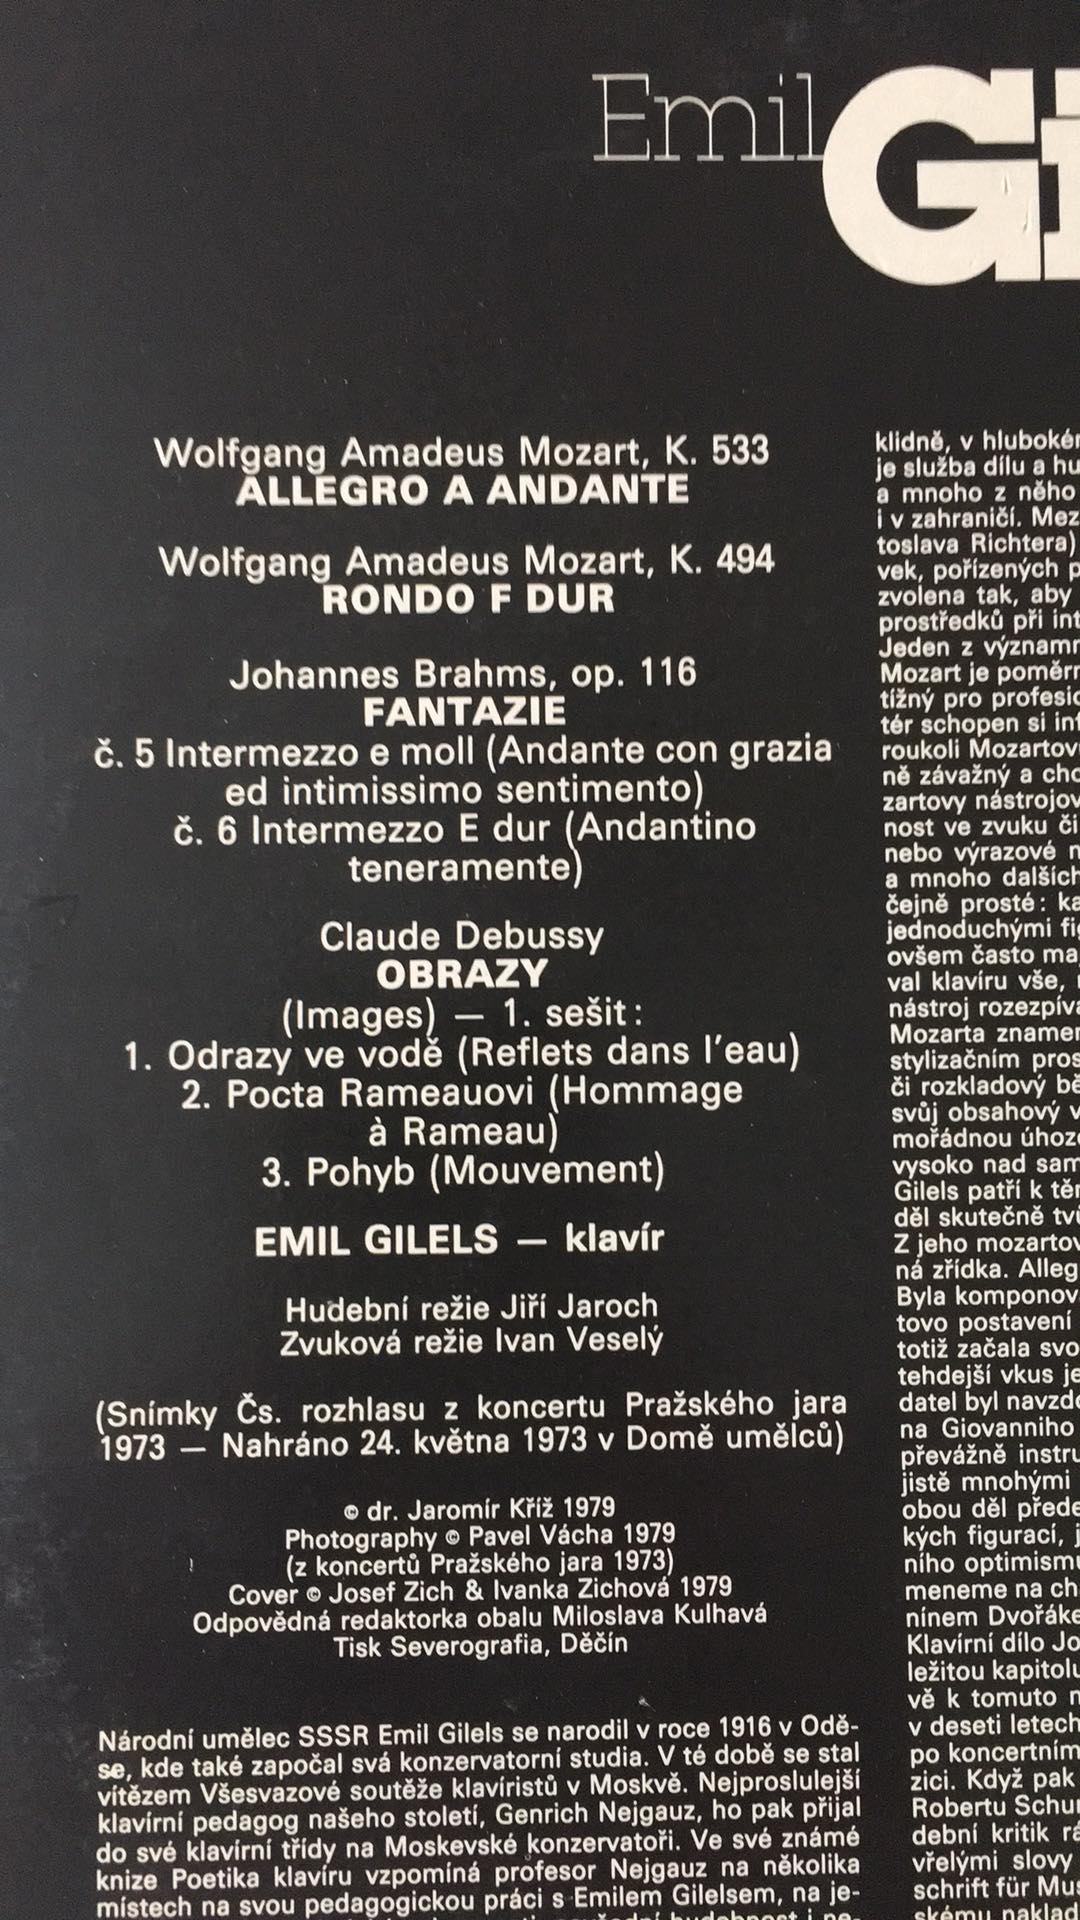 Emil Gi
Wolfgang Amadeus Mozart, K. 533
ALLEGRO A ANDANTE
Wolfgang Amadeus Mozart, K. 494
RONDO F DUR
Johannes Brahms, op. 116
FANTAZIE
č. 5 Intermezzo e moll (Andante con grazia
ed intimissimo sentimento)
č. 6 Intermezzo E dur (Andantino
teneramente)
Claude Debussy
OBRAZY
(Images) — 1. sešit:
1. Odrazy ve vodě (Reflets dans l'eau)
2. Pocta Rameauovi (Hommage
à Rameau)
3. Pohyb (Mouvement)
EMIL GILELS — klavír
Hudební režie Jiří Jaroch
Zvuková režie Ivan Veselý
(Snímky Čs. rozhlasu z koncertu Pražského jara
1973 — Nahráno 24. května 1973 v Domě umělců)
© dr. Jaromír Kříž 1979
Photography © Pavel Vácha 1979
(z koncertů Pražského jara 1973)
Cover © Josef Zich & Ivanka Zichová 1979
Odpovědná redaktorka obalu Miloslava Kulhavá
Tisk Severografia, Děčín
Národní umělec SSSR Emil Gilels se narodil v roce 1916 v Odě-
se, kde také započal svá konzervatorní studia. V té době se stal
vítězem Všesvazové soutěže klavíristů v Moskvě. Nejproslulejší
klavírní pedagog našeho století, Genrich Nejgauz, ho pak přijal
do své klavírní třídy na Moskevské konzervatoři. Ve své známé
knize Poetika klavíru vzpomíná profesor Nejgauz na několika
místech na svou pedagogickou práci s Emilem Gilelsem, na je-
klidně, v hlubokém
je služba dílu a hu
a mnoho z něho
i v zahraničí. Mez
toslava Richtera)
vek, pořízených p
zvolena tak, aby
prostředků při int
Jeden z význam
Mozart je poměrn
tížný pro profesio
tér schopen si int
roukoli Mozartov
ně závažný a cho
zartovy nástrojov
nost ve zvuku či
nebo výrazové n
a mnoho dalších
čejně prosté: ka
jednoduchými fig
ovšem často ma
val klavíru vše,
nástroj rozezpíva
Mozarta znamen
stylizačním pros
či rozkladový bě
svůj obsahový v
mořádnou úhozo
vysoko nad sam
Gilels patří k těm
děl skutečně tvů
Z jeho mozartov
ná zřídka. Alleg
Byla komponov
tovo postavení
totiž začala svo
tehdejší vkus je
datel byl navzdo
na Giovanniho
převážně instru
jistě mnohými
obou děl přede
kých figurací, j
ního optimismu
meneme na ch
nínem Dvořáke
Klavírní dílo Jo
ležitou kapitolu
vě k tomuto n
v deseti letech
po koncertním
zici. Když pak
Robertu Schu
dební kritik rá
vřelými slovy
schrift für Mus
skému naklad